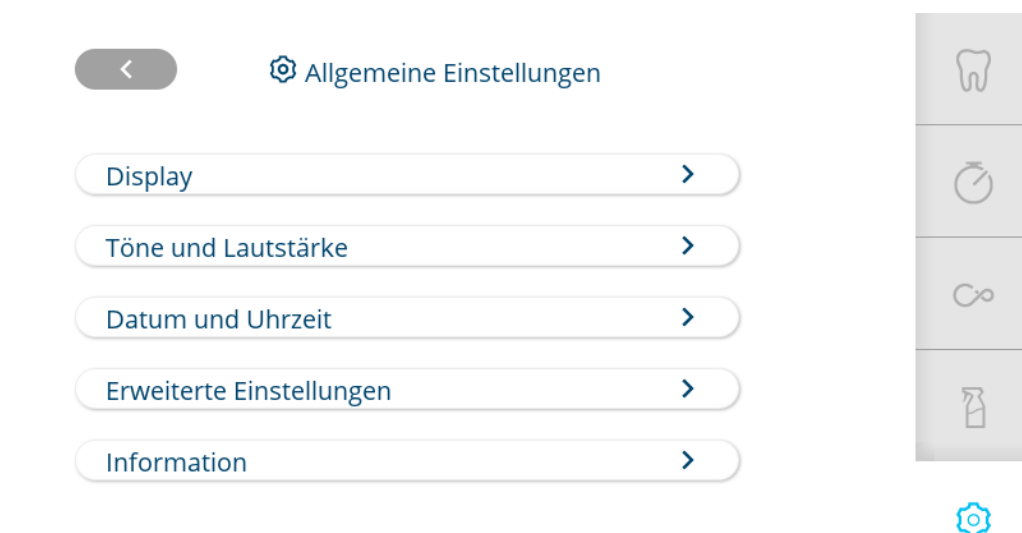 Allgemeine Einstellungen
Display
Töne und Lautstärke
Datum und Uhrzeit
Erweiterte Einstellungen
Information